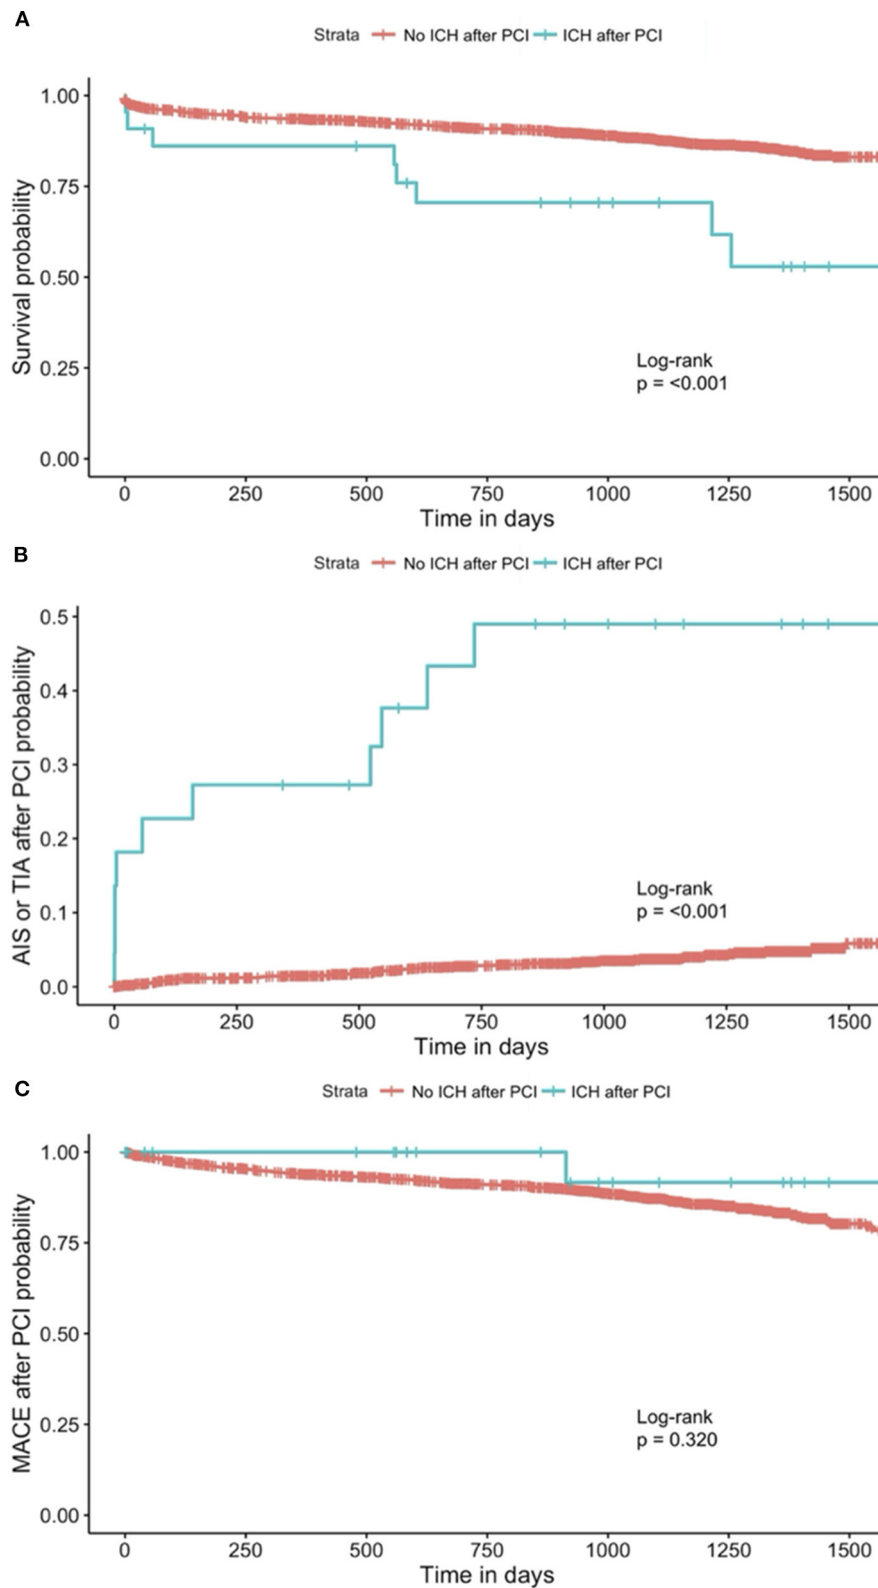 A
Strata No ICH after PCI ICH after PCI
Survival probability
1.00
0.75
0.50
0.25
0.00
Log-rank
p = <0.001
0 250 500 750 1000 1250 1500
Time in days
B
Strata No ICH after PCI ICH after PCI
AIS or TIA after PCI probability
0.5
0.4
0.3
0.2
0.1
0.0
Log-rank
p = <0.001
0 250 500 750 1000 1250 1500
Time in days
C
Strata No ICH after PCI ICH after PCI
MACE after PCI probability
1.00
0.75
0.50
0.25
0.00
Log-rank
p = 0.320
0 250 500 750 1000 1250 1500
Time in days